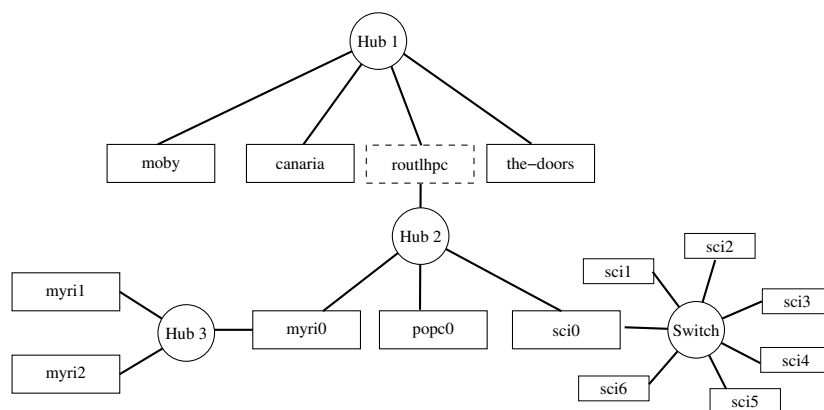 Hub 1
moby
canaria
routlhpc
the−doors
Hub 2
sci2
sci1
myri1
sci3
Hub 3
myri0
popc0
sci0
Switch
myri2
sci4
sci6
sci5